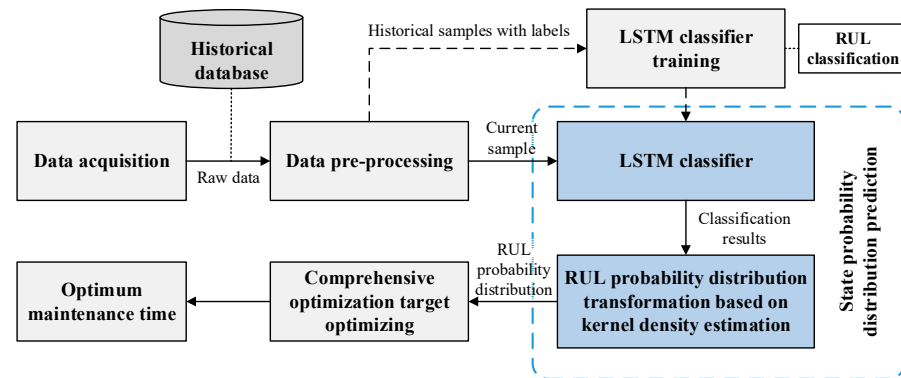 Historical
database
Historical samples with labels
LSTM classifier
training
RUL
classification
Data acquisition
Raw data
Data pre-processing
Current
sample
LSTM classifier
Classification
results
State probability
distribution prediction
Optimum
maintenance time
Comprehensive
optimization target
optimizing
RUL
probability
distribution
RUL probability distribution
transformation based on
kernel density estimation